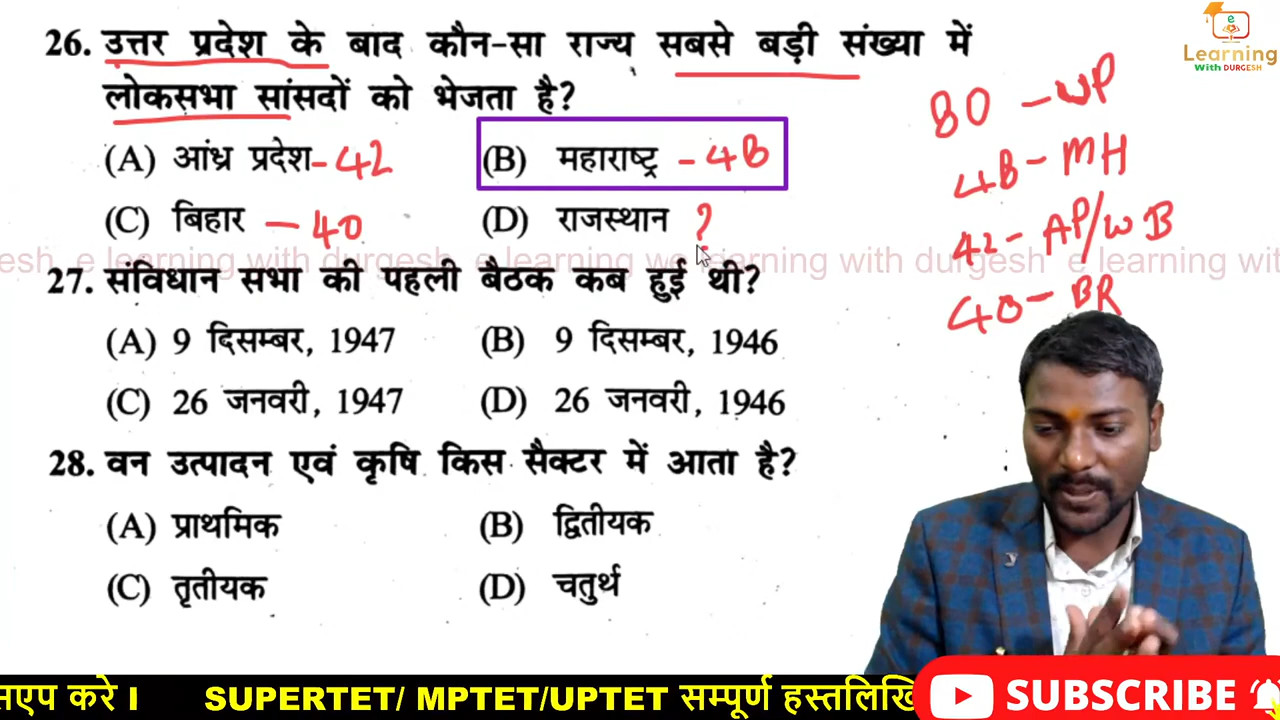 26. उत्तर प्रदेश के बाद कौन-सा राज्य सबसे बड़ी संख्या में
लोकसभा सांसदों को भेजता है?
(A) आंध्र प्रदेश - 42 (B) महाराष्ट्र - 48
(C) बिहार - 40 (D) राजस्थान ?
80 - UP
48 - MH
42 - AP/WB
40 - BR
e Learning
With DURGESH
esh e learning with durgesh e learning with durgesh e learning wit
27. संविधान सभा की पहली बैठक कब हुई थी?
(A) 9 दिसम्बर, 1947 (B) 9 दिसम्बर, 1946
(C) 26 जनवरी, 1947 (D) 26 जनवरी, 1946
28. वन उत्पादन एवं कृषि किस सैक्टर में आता है?
(A) प्राथमिक (B) द्वितीयक
(C) तृतीयक (D) चतुर्थ
सएप करे I SUPERTET/ MPTET/UPTET सम्पूर्ण हस्तलिखि
SUBSCRIBE